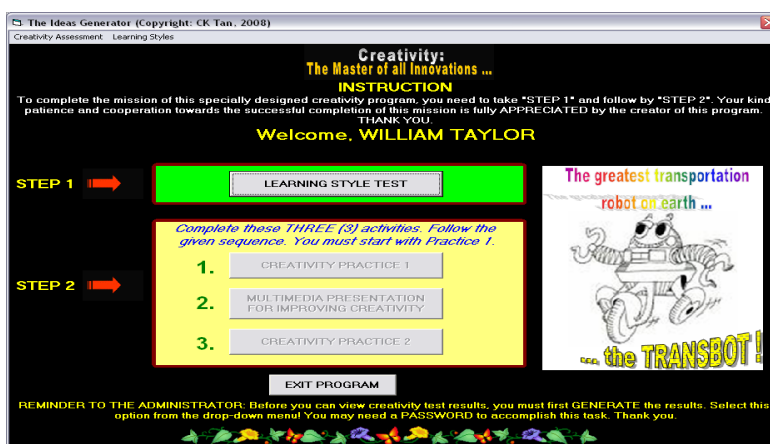 The Ideas Generator (Copyright: CK Tan, 2008)
Creativity Assessment Learning Styles
Creativity:
The Master of all Innovations ...
INSTRUCTION
To complete the mission of this specially designed creativity program, you need to take "STEP 1" and follow by "STEP 2". Your kind
patience and cooperation towards the successful completion of this mission is fully APPRECIATED by the creator of this program.
THANK YOU.
Welcome, WILLIAM TAYLOR
STEP 1
LEARNING STYLE TEST
Complete these THREE (3) activities. Follow the
given sequence. You must start with Practice 1.
STEP 2
1. CREATIVITY PRACTICE 1
2. MULTIMEDIA PRESENTATION
FOR IMPROVING CREATIVITY
3. CREATIVITY PRACTICE 2
The greatest transportation
robot on earth ...
... the TRANSBOT!
EXIT PROGRAM
REMINDER TO THE ADMINISTRATOR: Before you can view creativity test results, you must first GENERATE the results. Select this
option from the drop-down menu! You may need a PASSWORD to accomplish this task. Thank you.